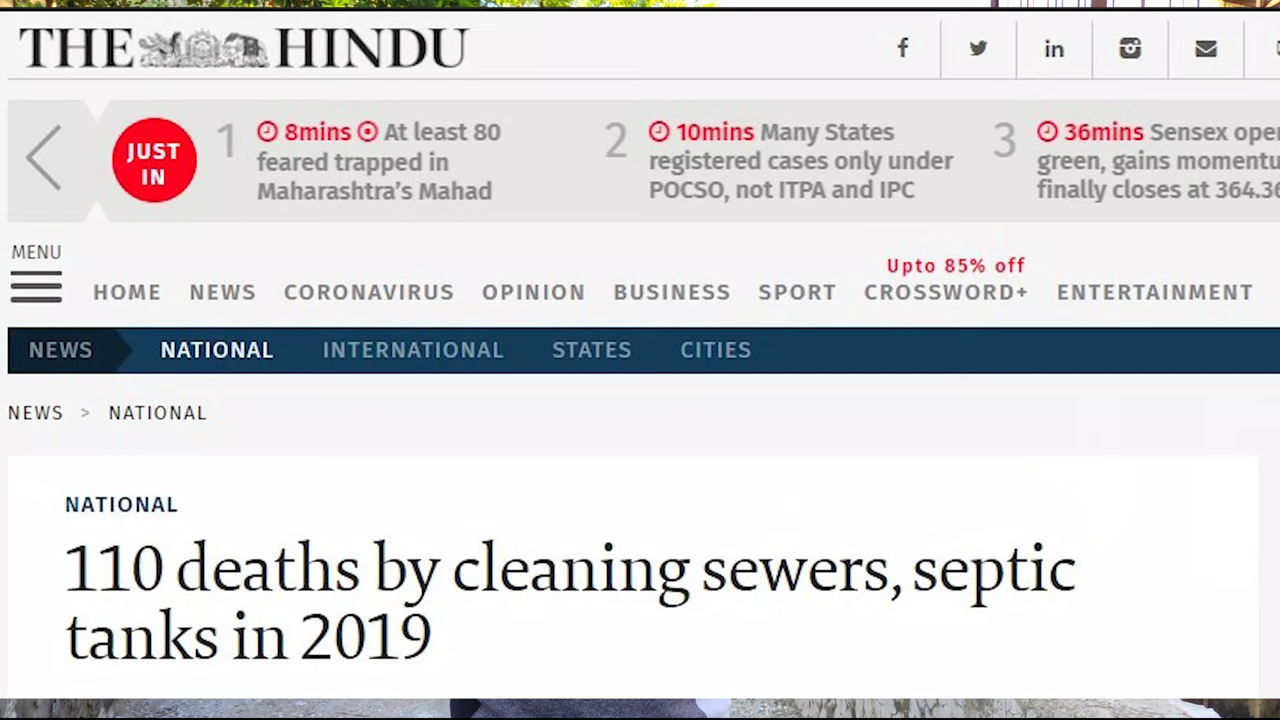 THE HINDU
JUST IN
1 8mins At least 80
feared trapped in
Maharashtra's Mahad
2 10mins Many States
registered cases only under
POCSO, not ITPA and IPC
3 36mins Sensex
green, gains
finally closes at
MENU
Upto 85% off
HOME NEWS CORONAVIRUS OPINION BUSINESS SPORT CROSSWORD+ ENTERTAINMENT
NEWS NATIONAL INTERNATIONAL STATES CITIES
NEWS > NATIONAL
NATIONAL
110 deaths by cleaning sewers, septic
tanks in 2019